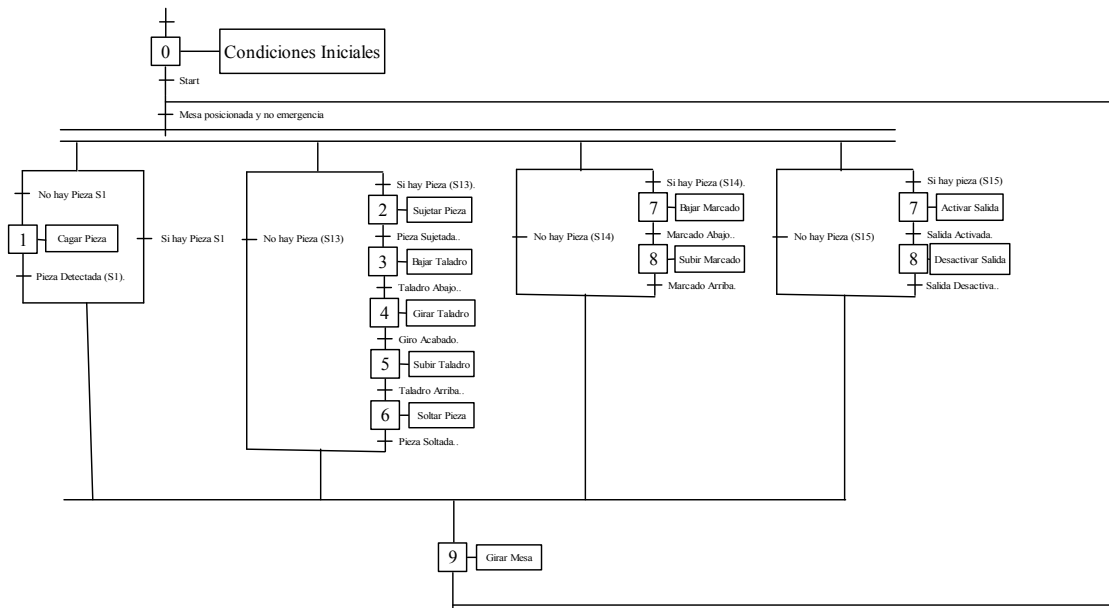 0
Condiciones Iniciales
Start
Mesa posicionada y no emergencia
No hay Pieza S1
1
Cagar Pieza
Pieza Detectada (S1).
Si hay Pieza S1
No hay Pieza (S13)
Si hay Pieza (S13).
2
Sujetar Pieza
Pieza Sujetada..
3
Bajar Taladro
Taladro Abajo..
4
Girar Taladro
Giro Acabado.
5
Subir Taladro
Taladro Arriba..
6
Soltar Pieza
Pieza Soltada..
No hay Pieza (S14)
Si hay Pieza (S14).
7
Bajar Marcado
Marcado Abajo..
8
Subir Marcado
Marcado Arriba.
No hay Pieza (S15)
Si hay pieza (S15)
7
Activar Salida
Salida Activada.
8
Desactivar Salida
Salida Desactiva..
9
Girar Mesa